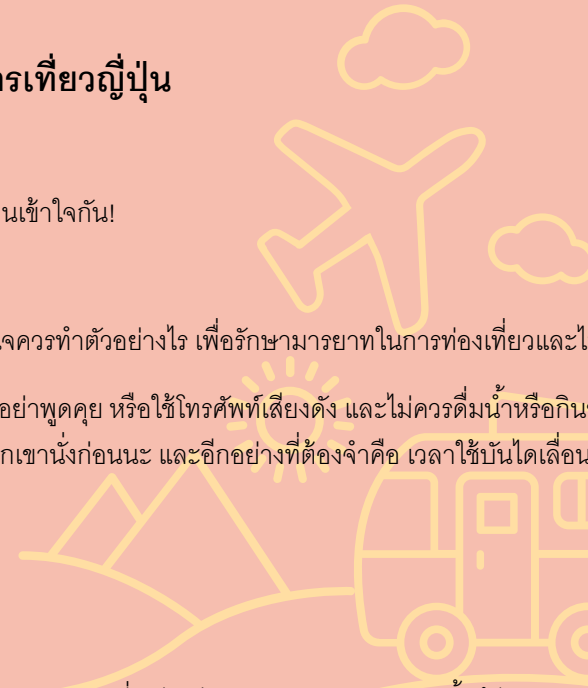 รเที่ยวญี่ปุ่น
นเข้าใจกัน!
จควรทำตัวอย่างไร เพื่อรักษามารยาทในการท่องเที่ยวและไ
อย่าพูดคุย หรือใช้โทรศัพท์เสียงดัง และไม่ควรดื่มน้ำหรือกิน
กเขานั่งก่อนนะ และอีกอย่างที่ต้องจำคือ เวลาใช้บันไดเลื่อน